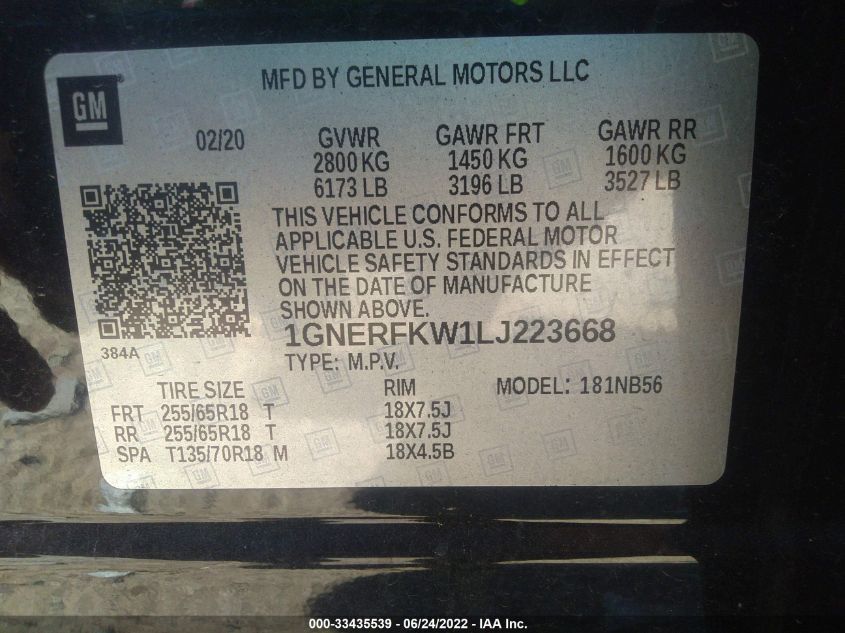 MFD BY GENERAL MOTORS LLC
GM
02/20 GVWR GAWR FRT GAWR RR
2800 KG 1450 KG 1600 KG
6173 LB 3196 LB 3527 LB
THIS VEHICLE CONFORMS TO ALL
APPLICABLE U.S. FEDERAL MOTOR
VEHICLE SAFETY STANDARDS IN EFFECT
ON THE DATE OF MANUFACTURE
SHOWN ABOVE.
1GNERFKW1LJ223668
384A
TYPE: M.P.V.
TIRE SIZE RIM MODEL: 181NB56
FRT 255/65R18 T 18X7.5J
RR 255/65R18 T 18X7.5J
SPA T135/70R18 M 18X4.5B
000-33435539 - 06/24/2022 - IAA Inc.